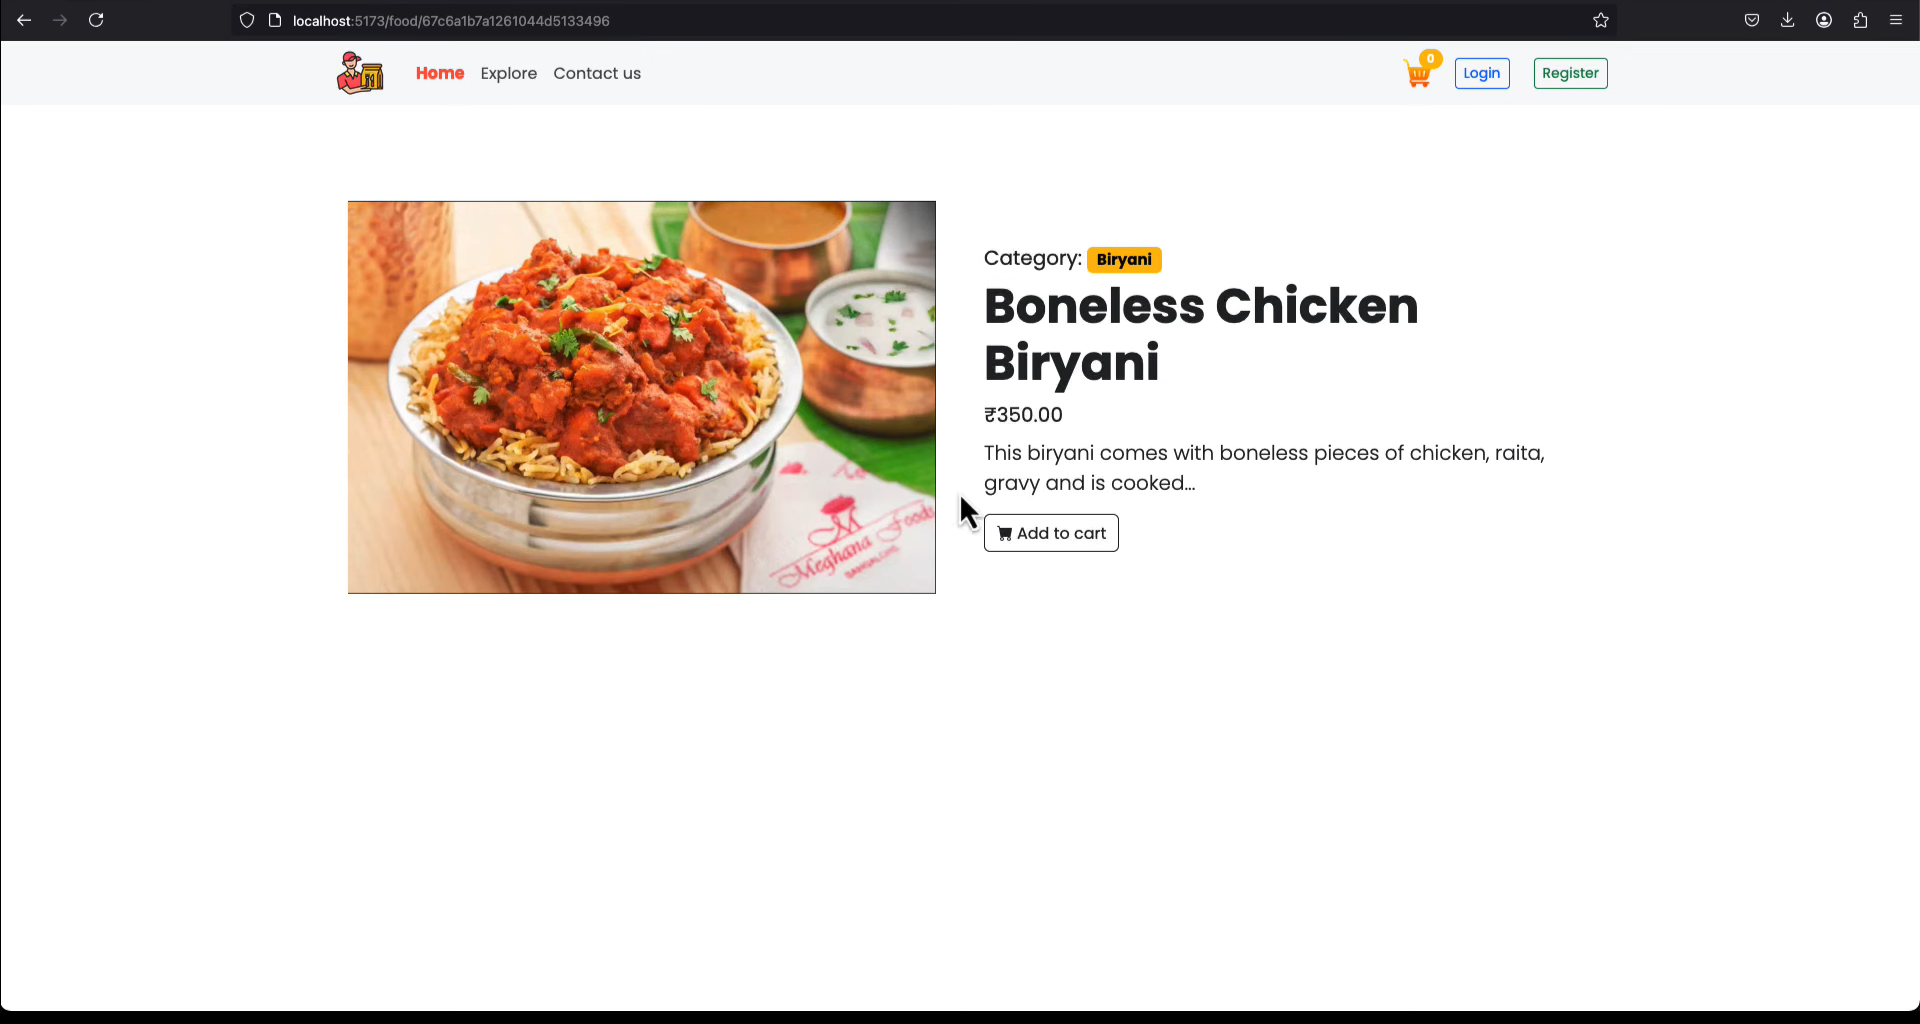 localhost:5173/food/67c6a1b7a1261044d5133496
Home Explore Contact us
0
Login Register
Category: Biryani
Boneless Chicken
Biryani
₹350.00
This biryani comes with boneless pieces of chicken, raita,
gravy and is cooked...
Add to cart
Meghana Foods